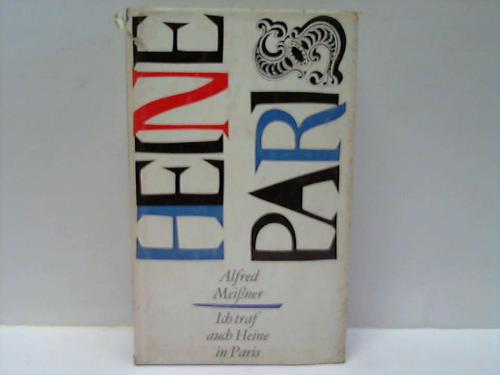 HEINE
PARIS
Alfred
Meißner
Ich traf
auch Heine
in Paris